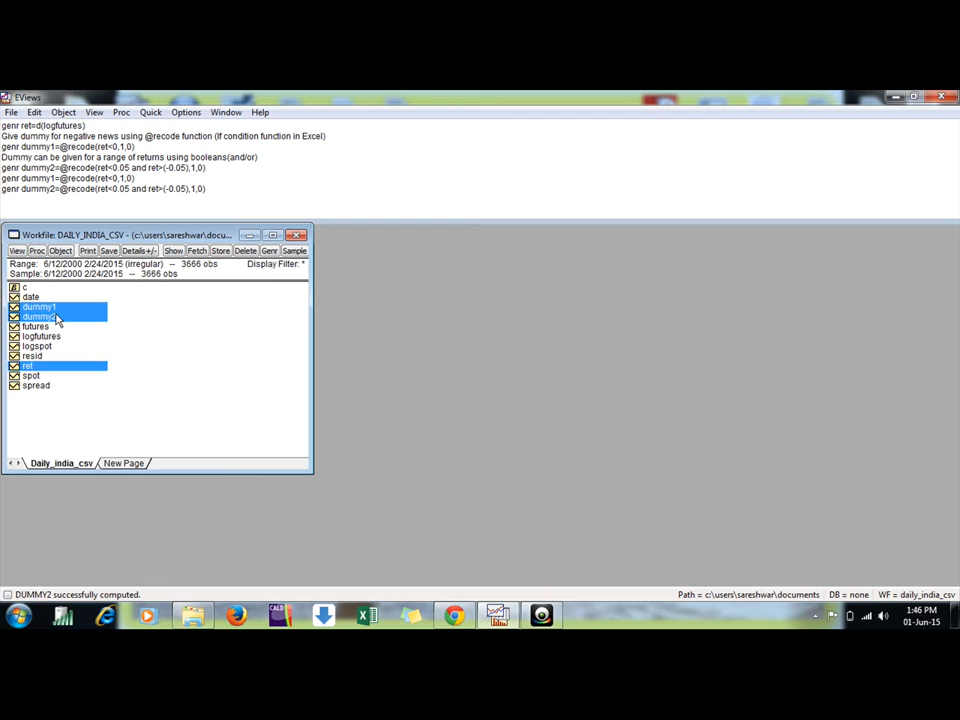 EViews
File Edit Object View Proc Quick Options Window Help
genr ret=d(logfutures)
Give dummy for negative news using @recode function (If condition function in Excel)
genr dummy1=@recode(ret<0,1,0)
Dummy can be given for a range of returns using booleans(and/or)
genr dummy2=@recode(ret<0.05 and ret>(-0.05),1,0)
genr dummy1=@recode(ret<0,1,0)
genr dummy2=@recode(ret<0.05 and ret>(-0.05),1,0)
Workfile: DAILY_INDIA_CSV - (c:\users\sareshwar\docu...
View Proc Object Print Save Details+/- Show Fetch Store Delete Genr Sample
Range: 6/12/2000 2/24/2015 (irregular) -- 3666 obs Display Filter: *
Sample: 6/12/2000 2/24/2015 -- 3666 obs
c
date
dummy1
dummy2
futures
logfutures
logspot
resid
ret
spot
spread
Daily_india_csv New Page
DUMMY2 successfully computed. Path = c:\users\sareshwar\documents DB = none WF = daily_india_csv
CALD
1:46 PM
01-Jun-15